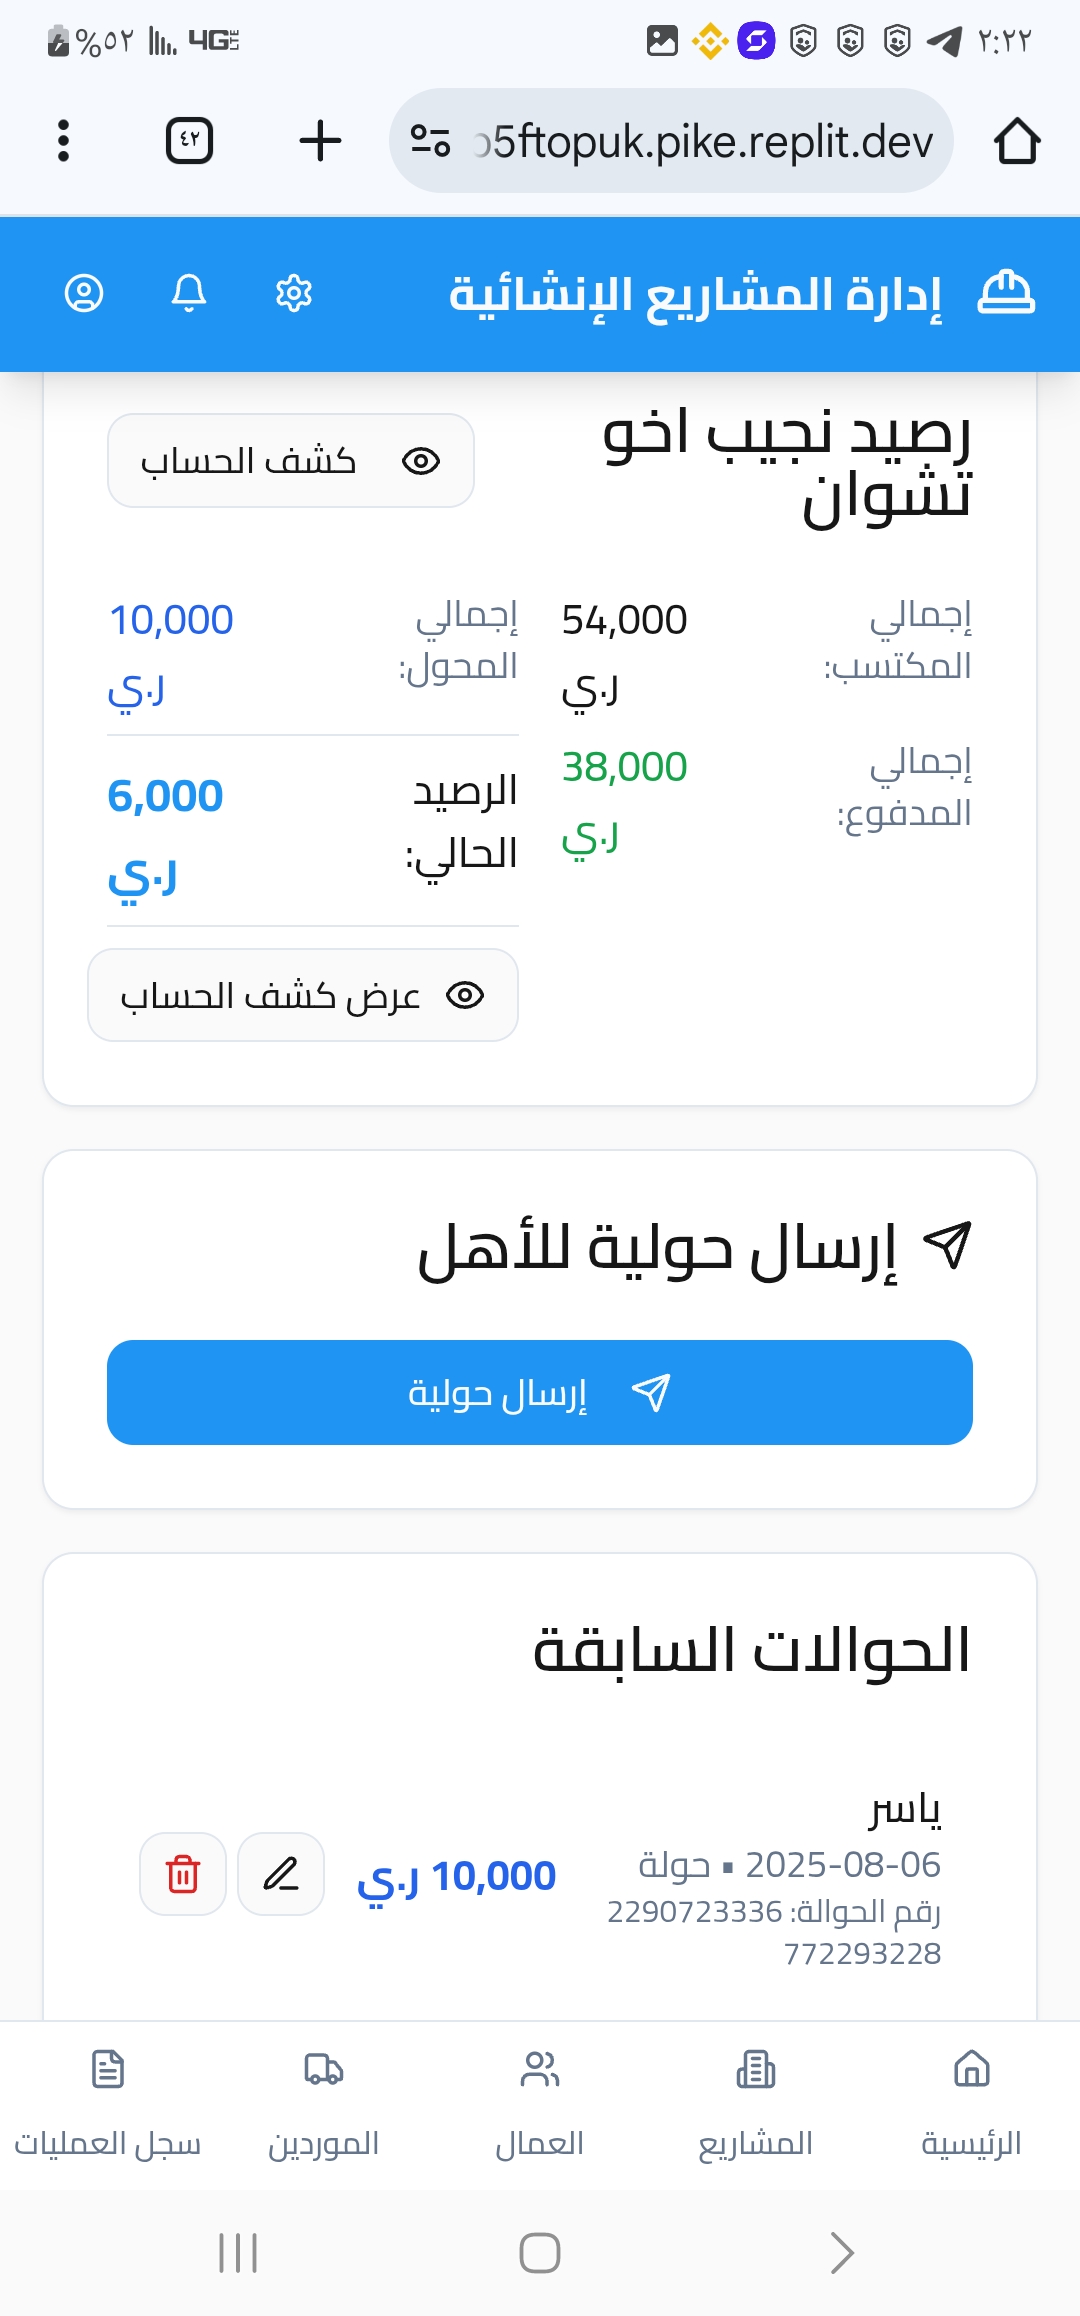 ٢:٢٢
4G LTE
%٥٢
o5ftopuk.pike.replit.dev
٤٢
إدارة المشاريع الإنشائية
رصيد نجيب اخو
تشوان
كشف الحساب
إجمالي
المكتسب:
54,000
ر.ي
إجمالي
المحول:
10,000
ر.ي
إجمالي
المدفوع:
38,000
ر.ي
الرصيد
الحالي:
6,000
ر.ي
عرض كشف الحساب
إرسال حولية للأهل
إرسال حولية
الحوالات السابقة
ياسر
2025-08-06 ▪ حولة
رقم الحوالة: 2290723336
772293228
10,000 ر.ي
الرئيسية
المشاريع
العمال
الموردين
سجل العمليات